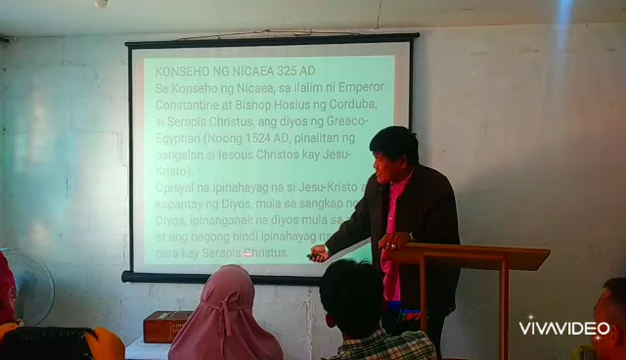 KONSEHO NG NICAEA 325 AD
Sa Konseho ng Nicaea, sa ilalim ni Emperor
Constantine at Bishop Hosius ng Corduba,
si Serapis Christus, ang diyos ng Greaco-
Egyptian (Noong 1524 AD, pinalitan ng
pangalan si Iesous Christos kay Jesu-
Kristo).
Opisyal na ipinahayag na si Jesu-Kristo a
kapantay ng Diyos, mula sa sangkap ng
Diyos, ipinanganak na diyos mula sa
at ang bagong hindi ipinahayag na
para kay Serapis Christus.
VIVAVIDEO